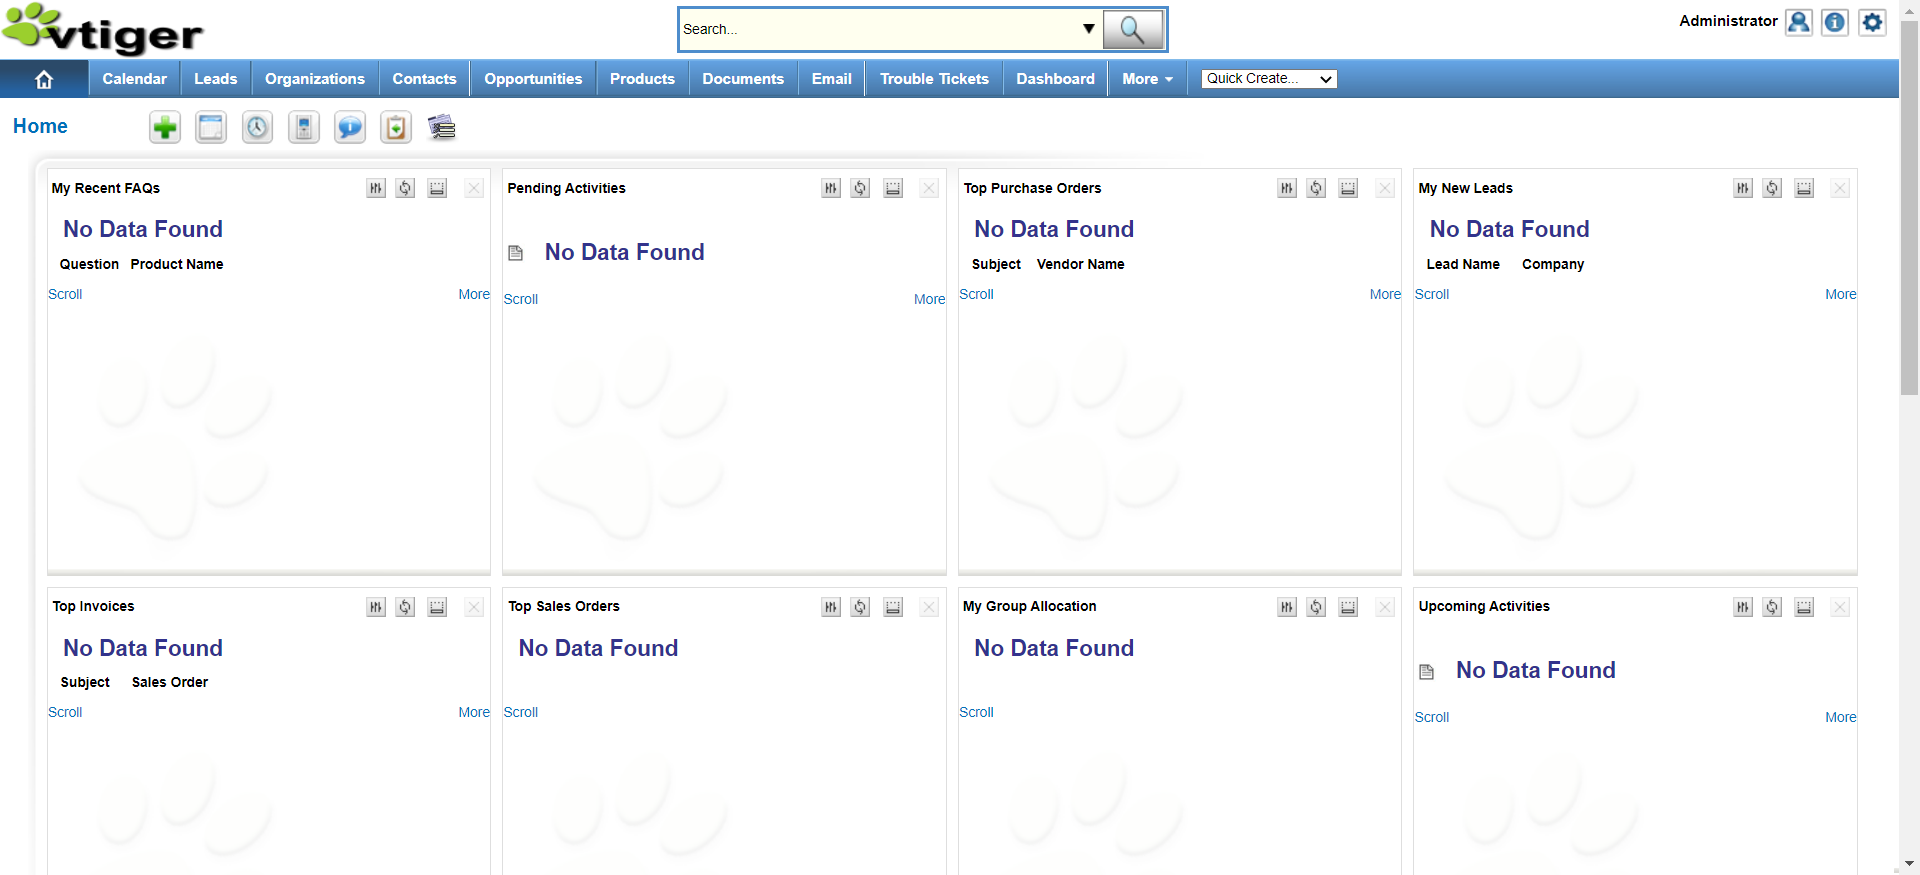 vtiger
Search...
Administrator
Calendar Leads Organizations Contacts Opportunities Products Documents Email Trouble Tickets Dashboard More Quick Create...
Home
My Recent FAQs
No Data Found
Question Product Name
Scroll More
Pending Activities
No Data Found
Scroll More
Top Purchase Orders
No Data Found
Subject Vendor Name
Scroll More
My New Leads
No Data Found
Lead Name Company
Scroll More
Top Invoices
No Data Found
Subject Sales Order
Scroll More
Top Sales Orders
No Data Found
Scroll
My Group Allocation
No Data Found
Scroll
Upcoming Activities
No Data Found
Scroll More